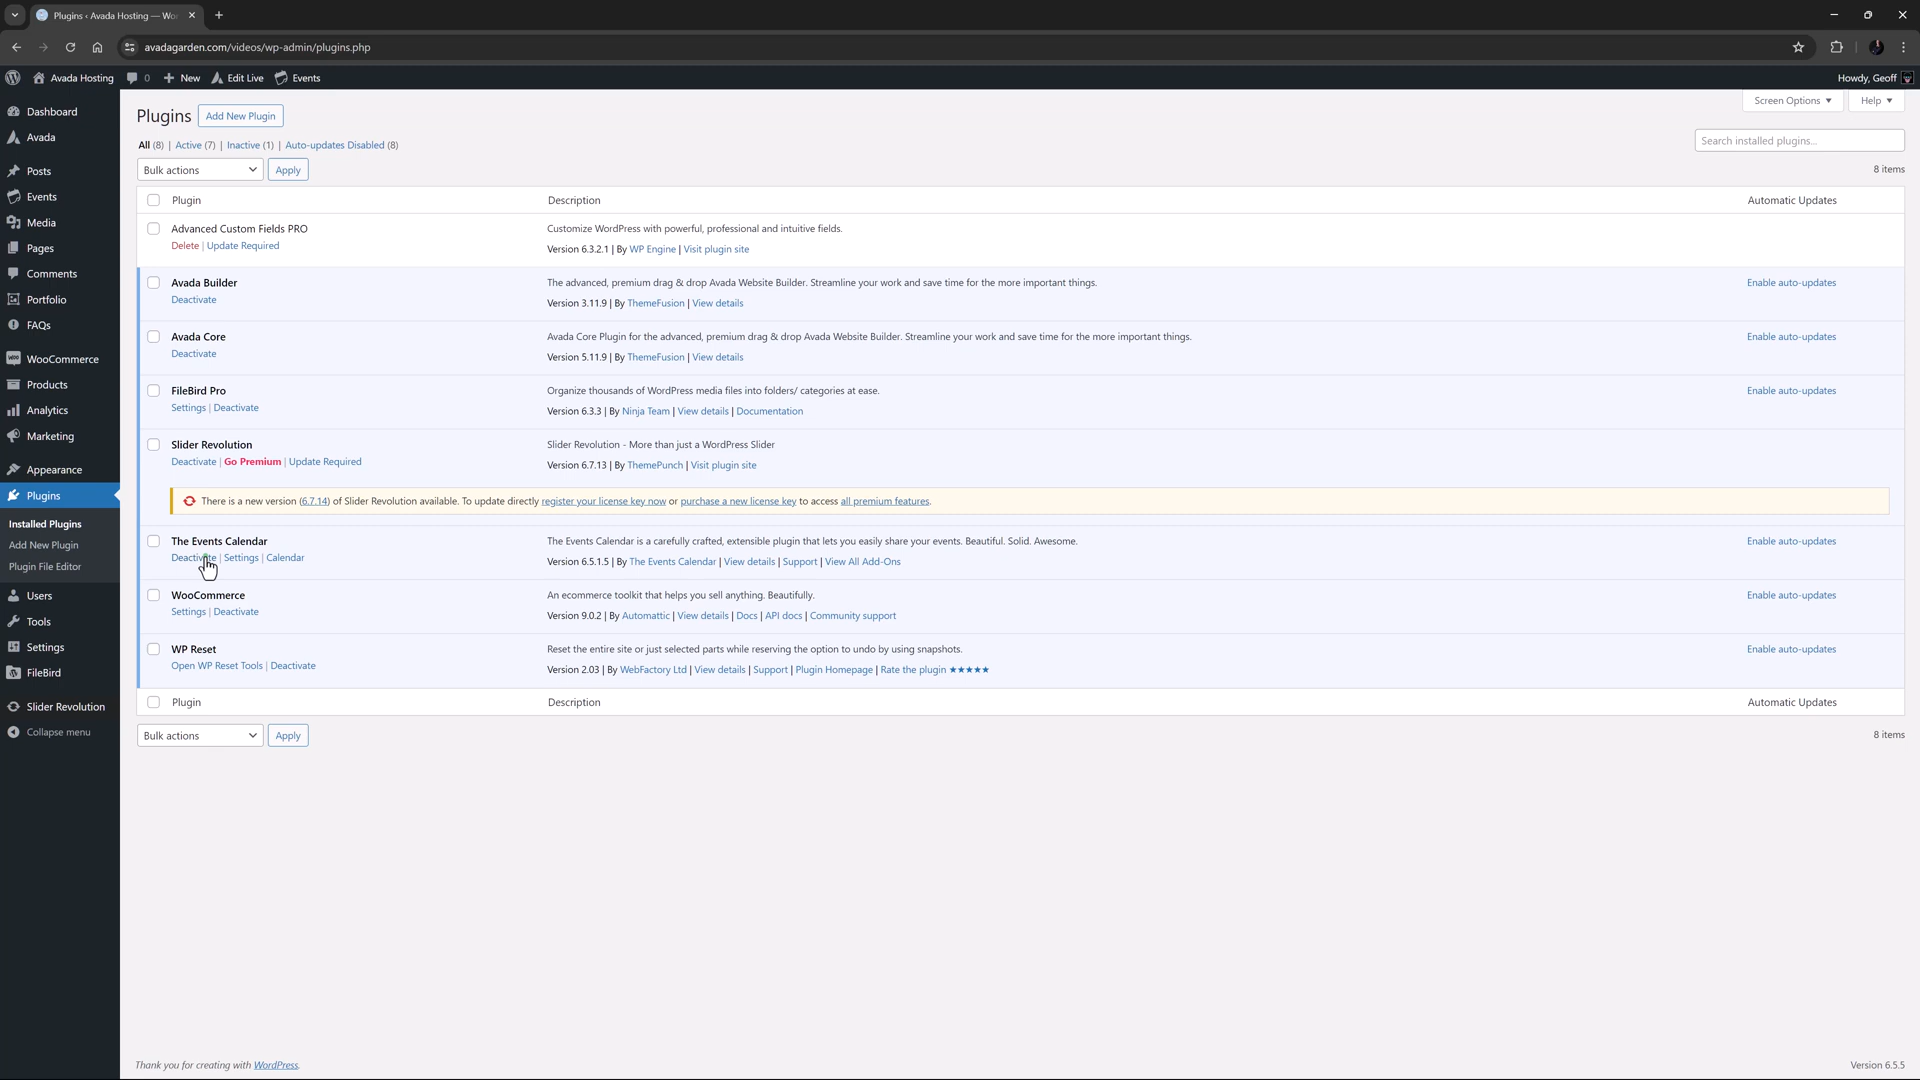 Plugins ‹ Avada Hosting — Wo
avadagarden.com/videos/wp-admin/plugins.php
Avada Hosting
0
New
Edit Live
Events
Howdy, Geoff
Dashboard
Avada
Posts
Events
Media
Pages
Comments
Portfolio
FAQs
WooCommerce
Products
Analytics
Marketing
Appearance
Plugins
Installed Plugins
Add New Plugin
Plugin File Editor
Users
Tools
Settings
FileBird
Slider Revolution
Collapse menu
Screen Options
Help
Plugins
Add New Plugin
All (8) | Active (7) | Inactive (1) | Auto-updates Disabled (8)
Search installed plugins...
Bulk actions
Apply
8 items
Plugin
Description
Automatic Updates
Advanced Custom Fields PRO
Delete | Update Required
Customize WordPress with powerful, professional and intuitive fields.
Version 6.3.2.1 | By WP Engine | Visit plugin site
Avada Builder
Deactivate
The advanced, premium drag & drop Avada Website Builder. Streamline your work and save time for the more important things.
Version 3.11.9 | By ThemeFusion | View details
Enable auto-updates
Avada Core
Deactivate
Avada Core Plugin for the advanced, premium drag & drop Avada Website Builder. Streamline your work and save time for the more important things.
Version 5.11.9 | By ThemeFusion | View details
Enable auto-updates
FileBird Pro
Settings | Deactivate
Organize thousands of WordPress media files into folders/ categories at ease.
Version 6.3.3 | By Ninja Team | View details | Documentation
Enable auto-updates
Slider Revolution
Deactivate | Go Premium | Update Required
Slider Revolution - More than just a WordPress Slider
Version 6.7.13 | By ThemePunch | Visit plugin site
There is a new version (6.7.14) of Slider Revolution available. To update directly register your license key now or purchase a new license key to access all premium features.
The Events Calendar
Deactivate | Settings | Calendar
The Events Calendar is a carefully crafted, extensible plugin that lets you easily share your events. Beautiful. Solid. Awesome.
Version 6.5.1.5 | By The Events Calendar | View details | Support | View All Add-Ons
Enable auto-updates
WooCommerce
Settings | Deactivate
An ecommerce toolkit that helps you sell anything. Beautifully.
Version 9.0.2 | By Automattic | View details | Docs | API docs | Community support
Enable auto-updates
WP Reset
Open WP Reset Tools | Deactivate
Reset the entire site or just selected parts while reserving the option to undo by using snapshots.
Version 2.03 | By WebFactory Ltd | View details | Support | Plugin Homepage | Rate the plugin ★★★★★
Enable auto-updates
Plugin
Description
Automatic Updates
Bulk actions
Apply
8 items
Thank you for creating with WordPress.
Version 6.5.5